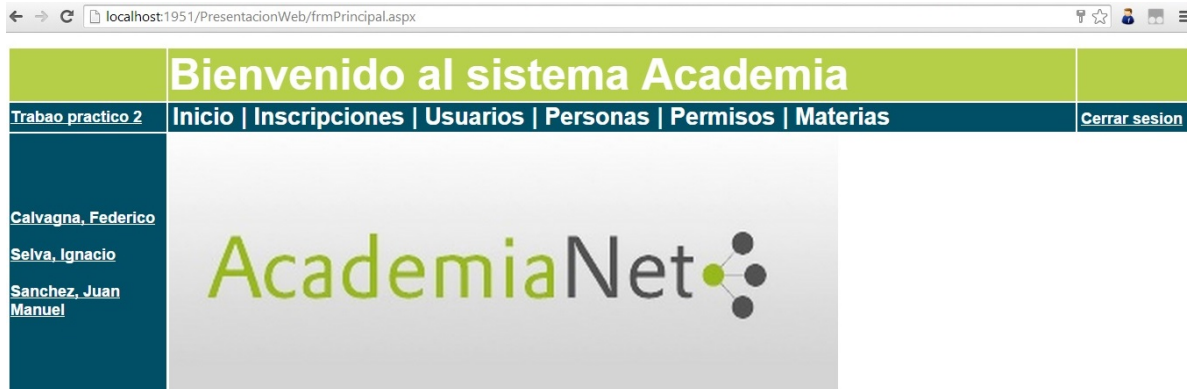 localhost:1951/PresentacionWeb/frmPrincipal.aspx
Bienvenido al sistema Academia
Trabao practico 2
Inicio | Inscripciones | Usuarios | Personas | Permisos | Materias
Cerrar sesion
Calvagna, Federico
Selva, Ignacio
Sanchez, Juan
Manuel
AcademiaNet